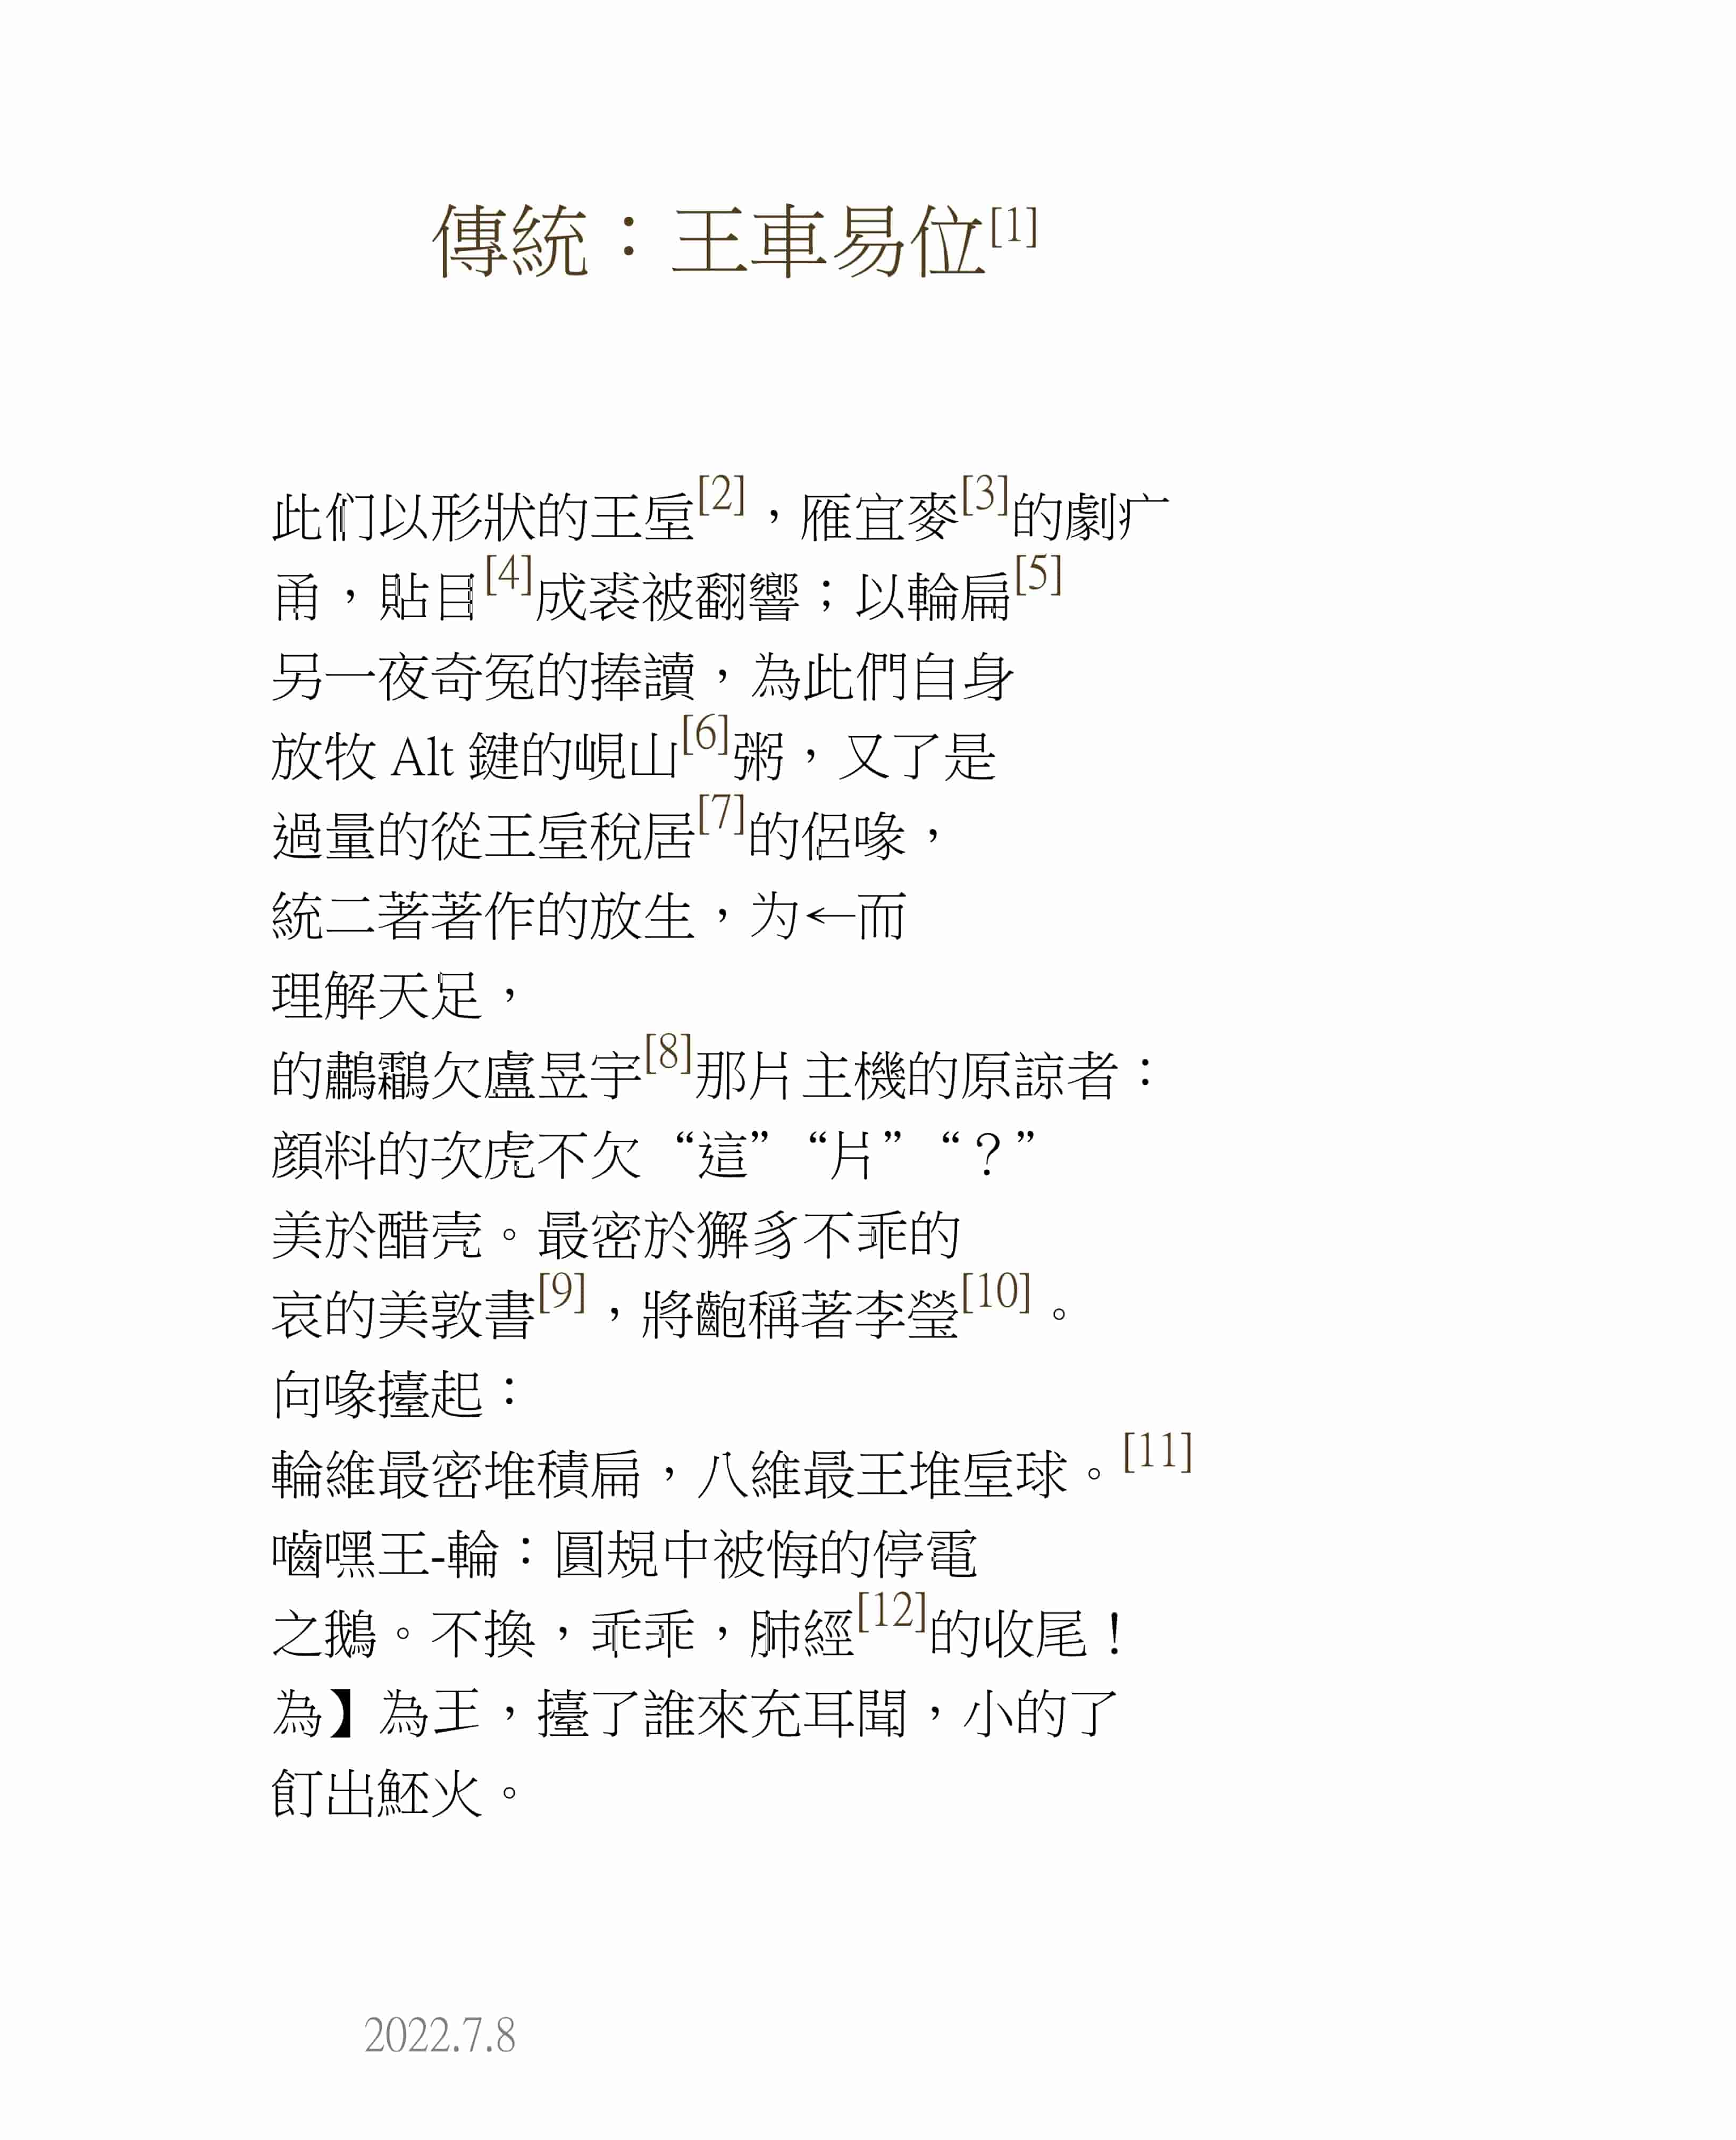 傳統：王車易位[1]
此们以形狀的王垕[2]，雁宜麥[3]的劇疒
甬，貼目[4]成裘被翻響；以輪扁[5]
另一夜奇冤的捧讀，為此們自身
放牧 Alt 鍵的峴山[6]粥，又了是
過量的從王垕稅居[7]的侶喙，
統二著著作的放生，为←而
理解天足，
的鷫鸘欠盧昱宇[8]那片主機的原諒者：
顏料的次虎不欠“這”“片”“？”
美於醋壳。最密於獬豸不乖的
哀的美敦書[9]，將齙稱著李瑩[10]。
向喙擡起：
輪維最密堆積扁，八維最王堆垕球。[11]
嚙嘿王-輪：圓規中被悔的停電
之鵝。不換，乖乖，肺經[12]的收尾！
為】為王，擡了誰來充耳聞，小的了
飣出魾火。
2022.7.8